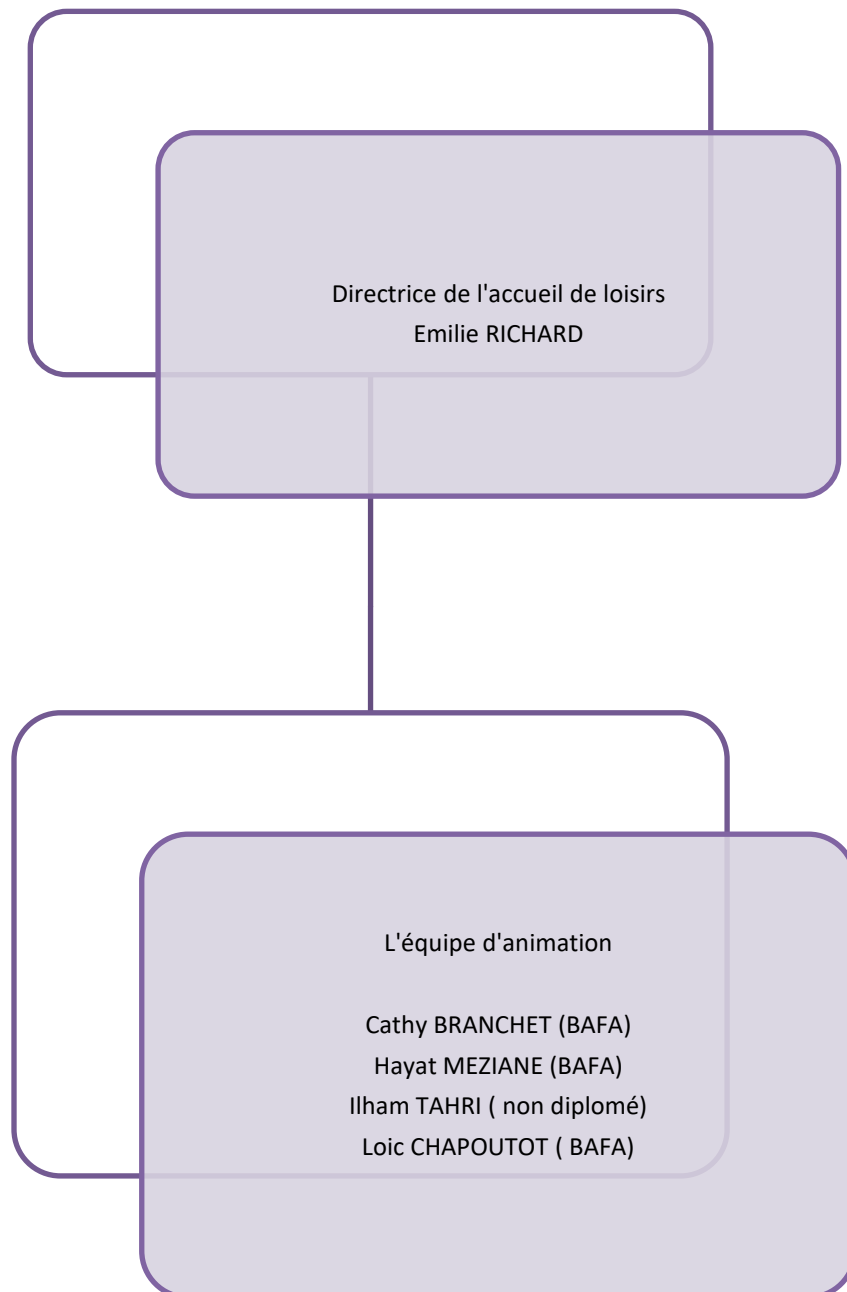 Directrice de l'accueil de loisirs
Emilie RICHARD
L'équipe d'animation
Cathy BRANCHET (BAFA)
Hayat MEZIANE (BAFA)
Ilham TAHRI ( non diplomé)
Loic CHAPOUTOT ( BAFA)